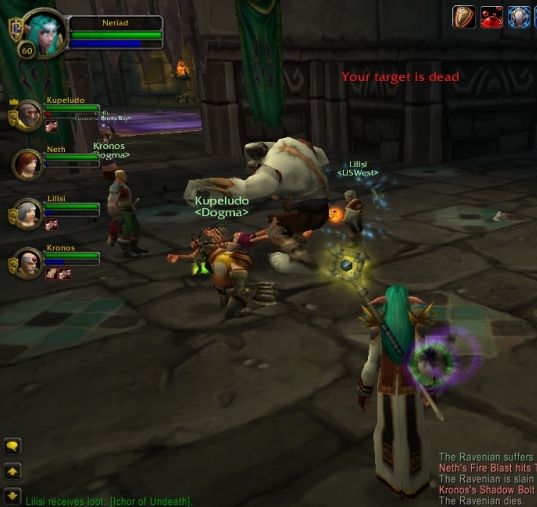 Neriad
60
Your target is dead
Kupeludo
Neth
Kronos
Dogma>
Lilisi
<USWest>
Kupeludo
<Dogma>
Lilisi
Kronos
The Ravenian suffers
Neth's Fire Blast hits
The Ravenian is slain
Kronos's Shadow Bolt
The Ravenian dies.
Lilisi receives loot: [Ichor of Undeath].